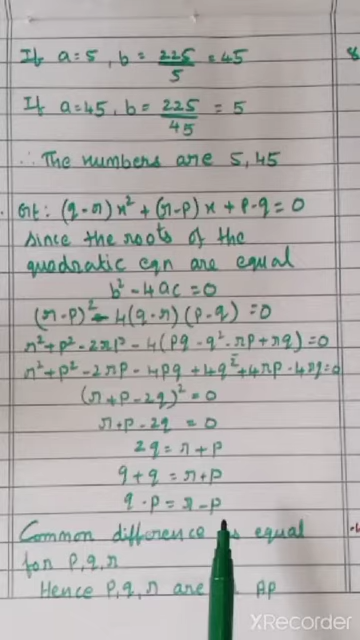 If a=5, b = 225/5 = 45
If a=45, b = 225/45 = 5
∴ The numbers are 5, 45
Gt: (q-r)x² + (r-p)x + p-q = 0
Since the roots of the
quadratic eqn are equal
b² - 4ac = 0
(r-p)² - 4(q-r)(p-q) = 0
r²+p²-2rp-4(pq-q²-rp+rq)=0
r²+p²-2rp-4pq+4q²+4rp-4rq=0
(r+p-2q)² = 0
r+p-2q = 0
2q = r+p
q+q = r+p
q-p = r-p
Common difference equal
for p,q,r
Hence p,q,r are AP
XRecorder